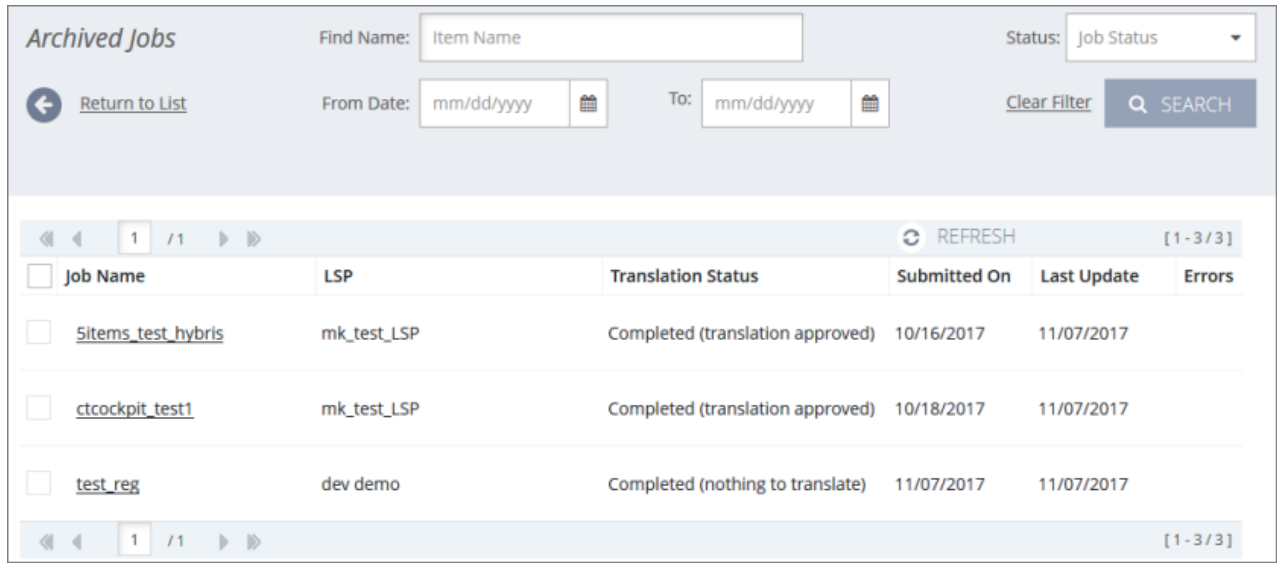 Archived Jobs Find Name: Item Name Status: Job Status
Return to List From Date: mm/dd/yyyy To: mm/dd/yyyy Clear Filter SEARCH
1 / 1 REFRESH [ 1 - 3 / 3 ]
Job Name LSP Translation Status Submitted On Last Update Errors
5items_test_hybris mk_test_LSP Completed (translation approved) 10/16/2017 11/07/2017
ctcockpit_test1 mk_test_LSP Completed (translation approved) 10/18/2017 11/07/2017
test_reg dev demo Completed (nothing to translate) 11/07/2017 11/07/2017
1 / 1 [ 1 - 3 / 3 ]